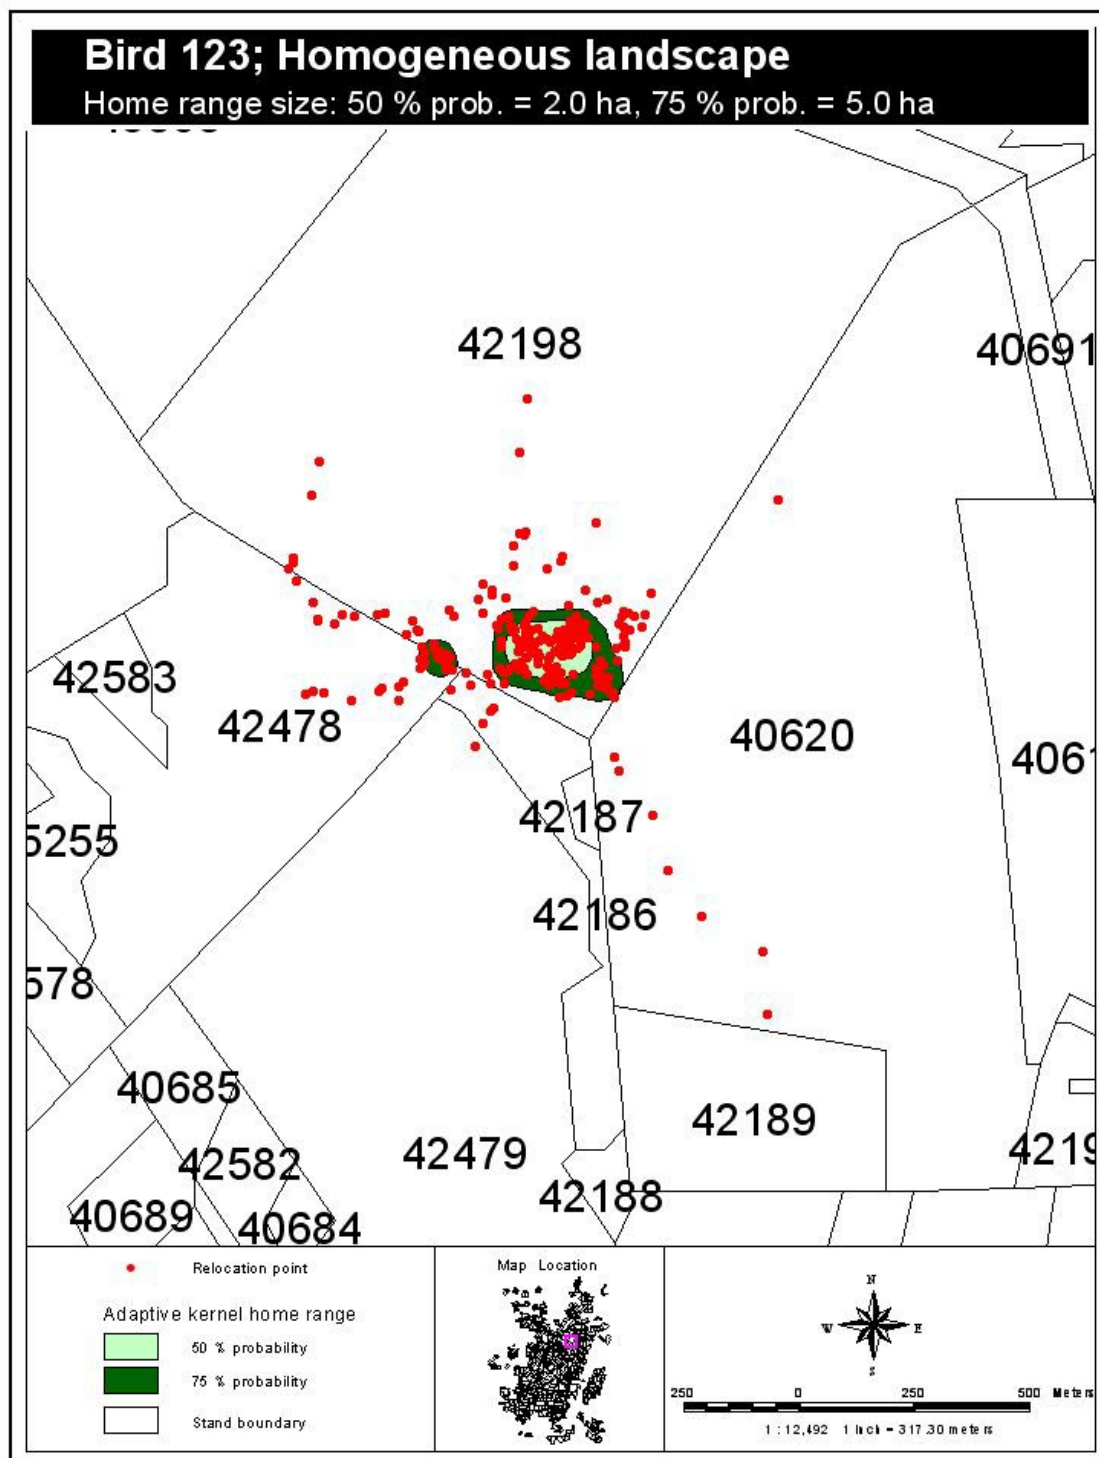 Bird 123; Homogeneous landscape
Home range size: 50 % prob. = 2.0 ha, 75 % prob. = 5.0 ha
42198
40691
42583
42478
40620
4061
42187
5255
42186
578
40685
42189
42479
42582
4219
42188
40689
40684
Relocation point
Adaptive kernel home range
50 % probability
75 % probability
Stand boundary
Map Location
N
W E
S
250 0 250 500 Meters
1 : 12,492 1 Inch = 317.30 meters